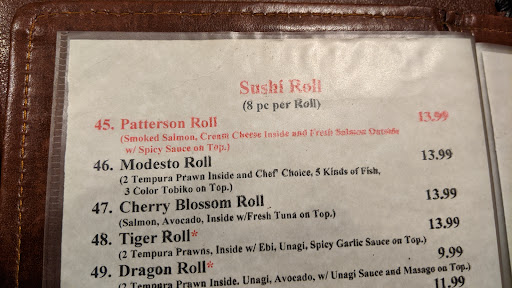 Sushi Roll
(8 pc per Roll)
45. Patterson Roll 13.99
(Smoked Salmon, Cream Cheese Inside and Fresh Salmon Outside
w/ Spicy Sauce on Top.)
46. Modesto Roll 13.99
(2 Tempura Prawn Inside and Chef' Choice, 5 Kinds of Fish,
3 Color Tobiko on Top.)
47. Cherry Blossom Roll 13.99
(Salmon, Avocado, Inside w/Fresh Tuna on Top.)
48. Tiger Roll* 13.99
(2 Tempura Prawns, Inside w/ Ebi, Unagi, Spicy Garlic Sauce on Top.)
49. Dragon Roll* 9.99
(2 Tempura Prawn Inside, Unagi, Avocado, w/ Unagi Sauce and Masago on Top.)
11.99